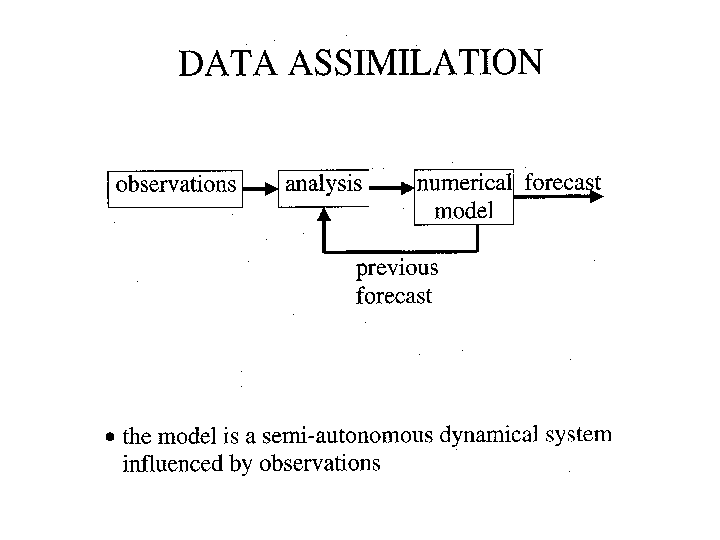 DATA ASSIMILATION
observations
analysis
numerical
model
forecast
previous
forecast
• the model is a semi-autonomous dynamical system
influenced by observations